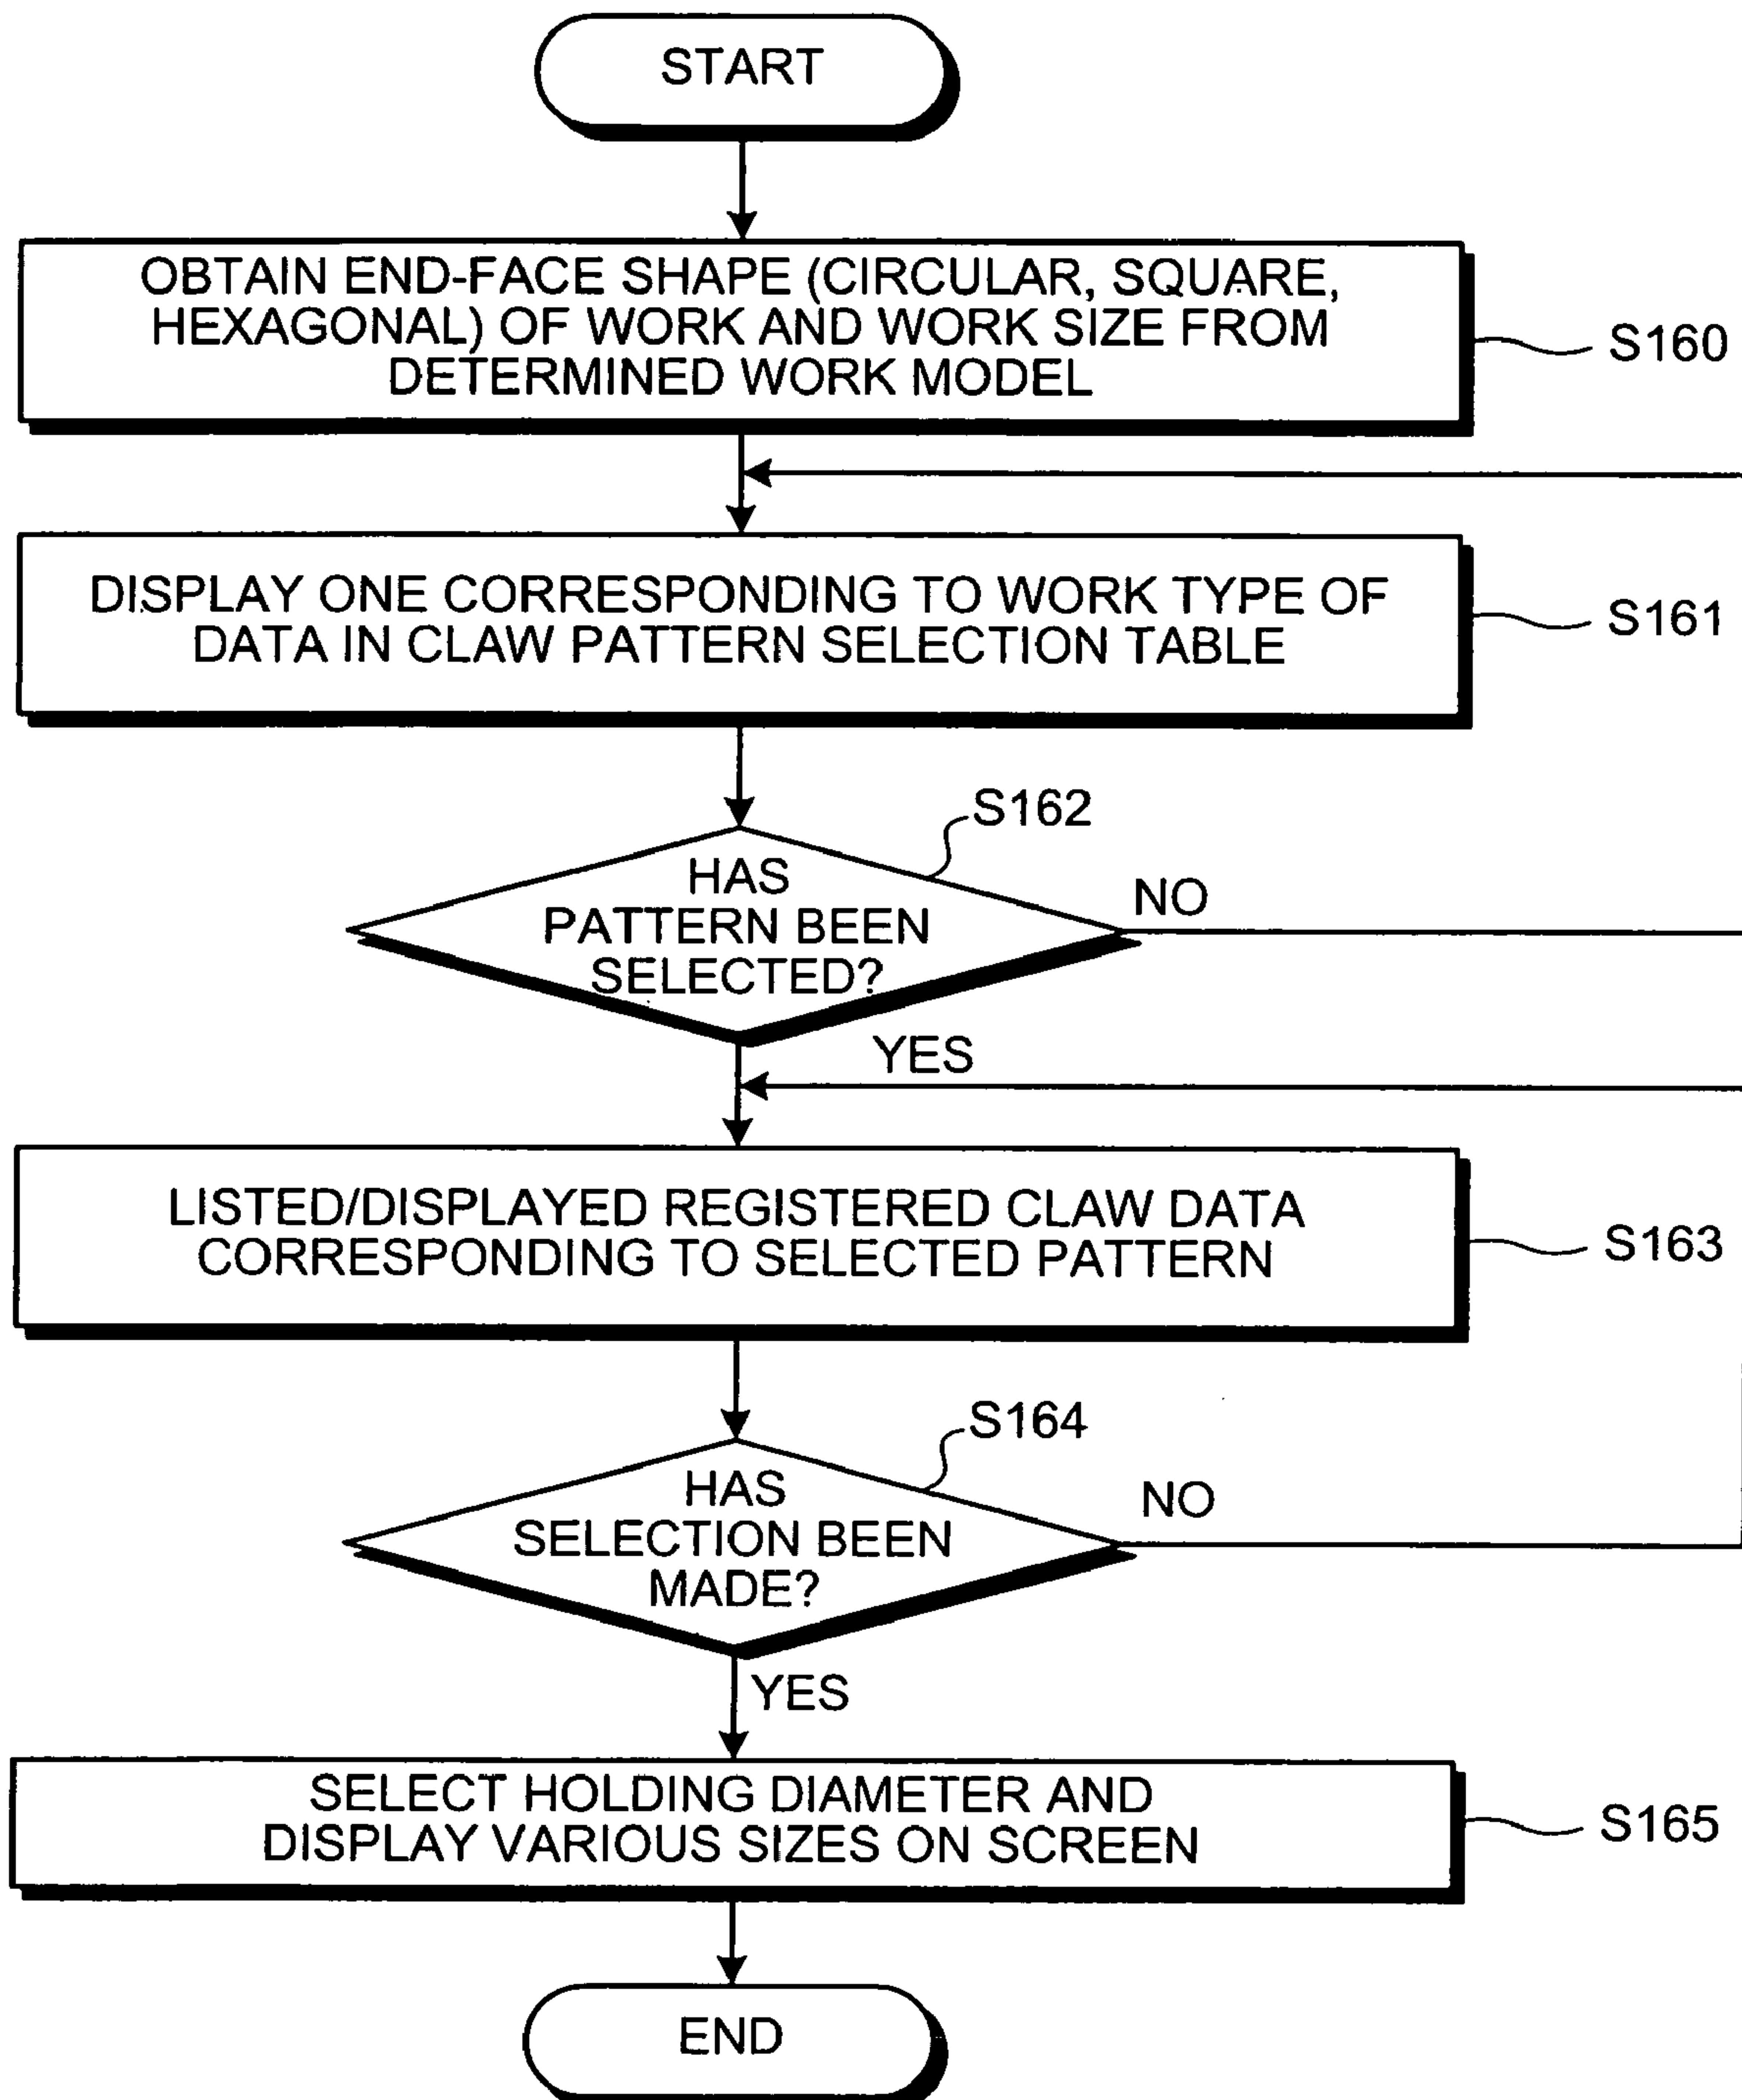 START
OBTAIN END-FACE SHAPE (CIRCULAR, SQUARE,
HEXAGONAL) OF WORK AND WORK SIZE FROM
DETERMINED WORK MODEL
S160
DISPLAY ONE CORRESPONDING TO WORK TYPE OF
DATA IN CLAW PATTERN SELECTION TABLE
S161
S162
HAS
PATTERN BEEN
SELECTED?
NO
YES
LISTED/DISPLAYED REGISTERED CLAW DATA
CORRESPONDING TO SELECTED PATTERN
S163
S164
HAS
SELECTION BEEN
MADE?
NO
YES
SELECT HOLDING DIAMETER AND
DISPLAY VARIOUS SIZES ON SCREEN
S165
END